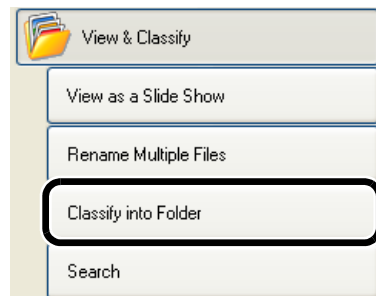 View & Classify
View as a Slide Show
Rename Multiple Files
Classify into Folder
Search